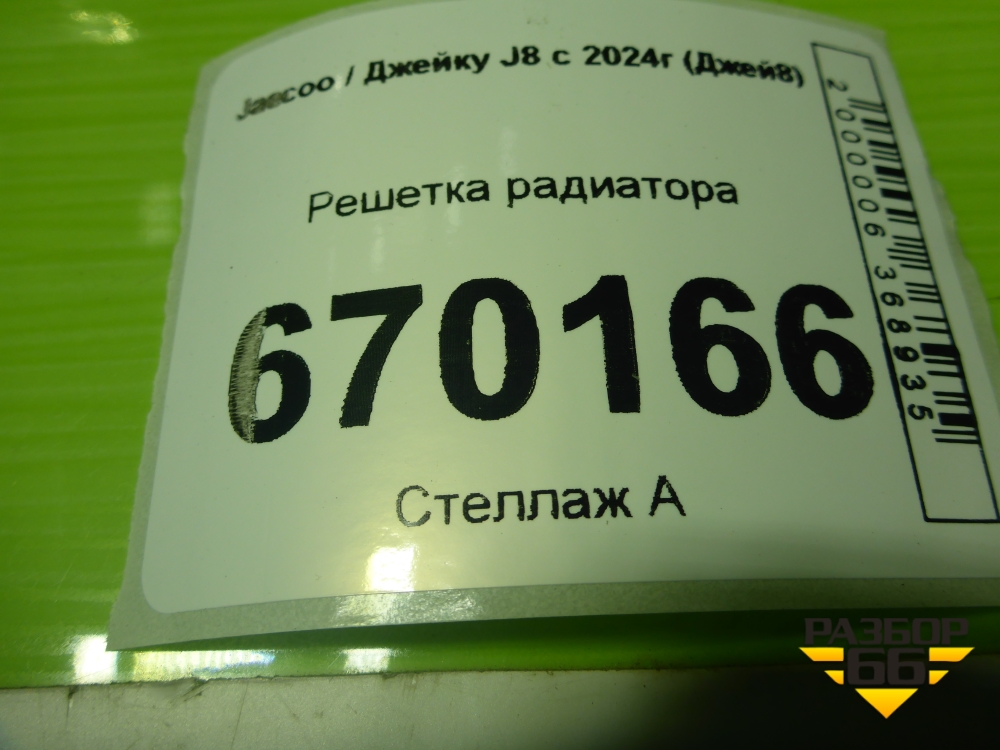 Jaecoo / Джейку J8 с 2024г (Джей8)
Решетка радиатора
670166
Стеллаж А
2000006368935
РАЗБОР
66